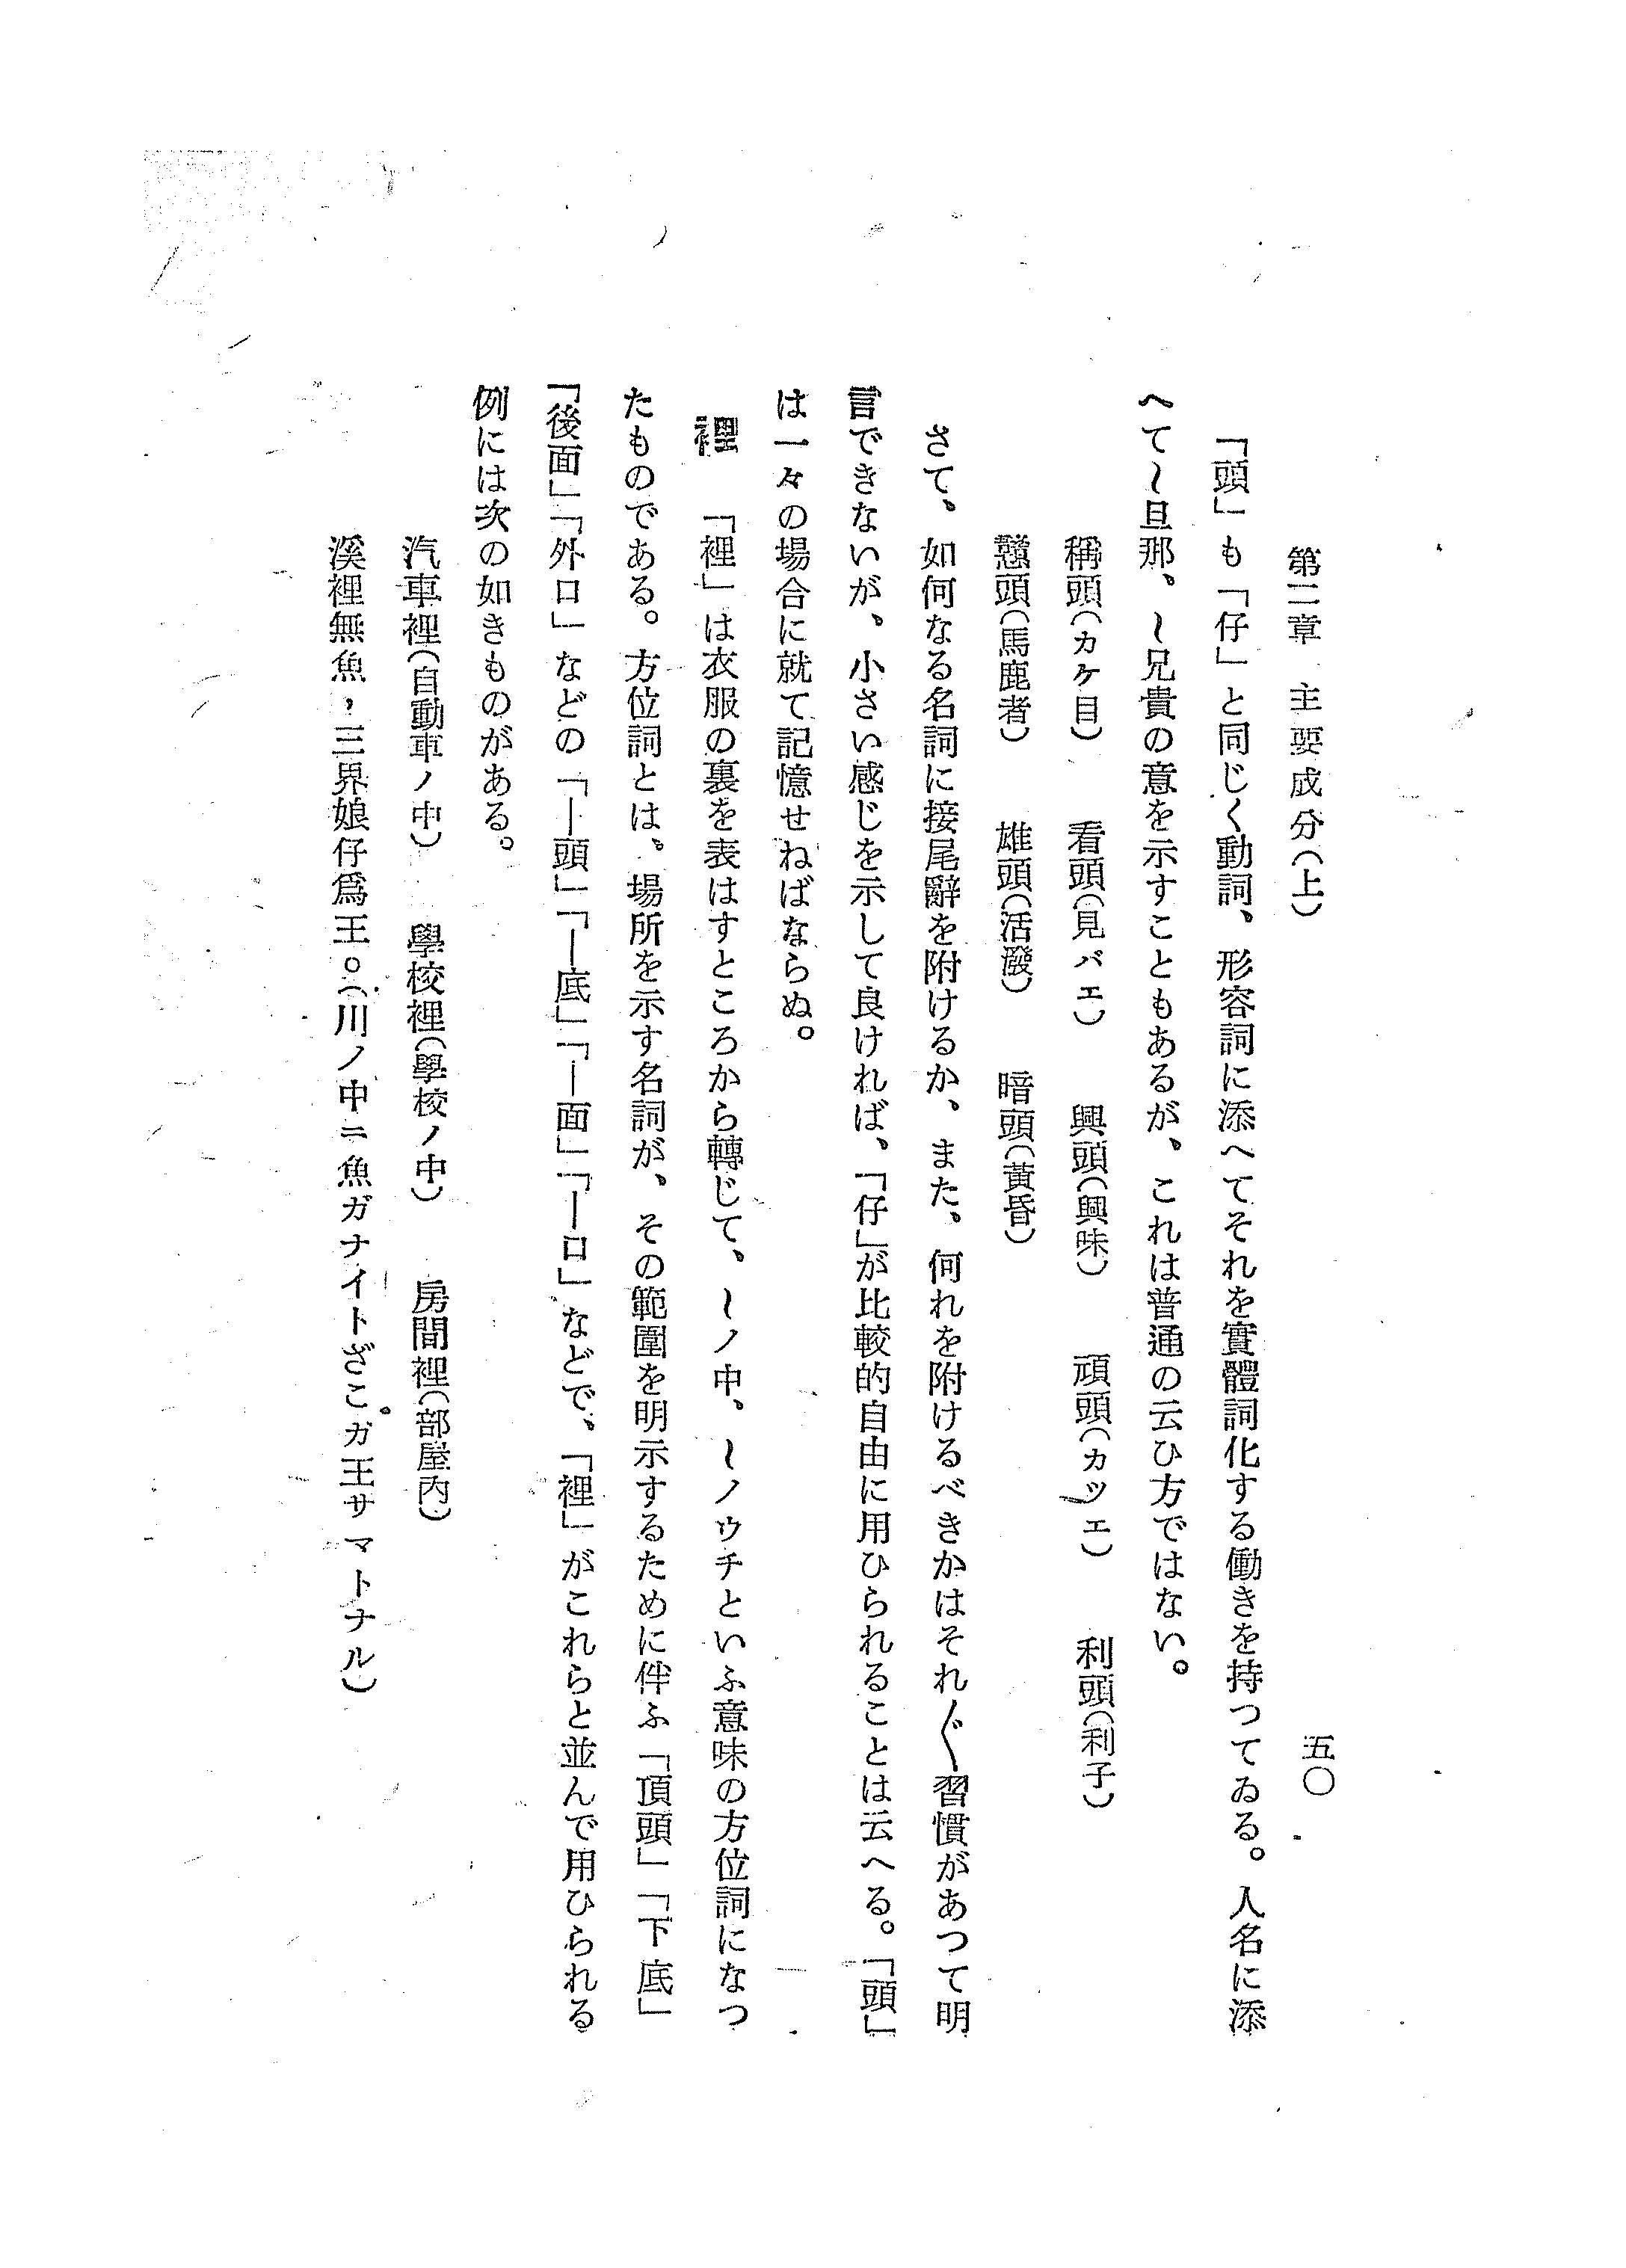 第二章　主要成分（上）
五〇
「頭」も「仔」と同じく動詞、形容詞に添へてそれを實體詞化する働きを持つてゐる。人名に添
へて〜旦那、〜兄貴の意を示すこともあるが、これは普通の云ひ方ではない。
稱頭（カケ目）　看頭（見バエ）　興頭（興味）　頑頭（カツエ）　利頭（利子）
戇頭（馬鹿者）　雄頭（活潑）　暗頭（黃昏）
さて、如何なる名詞に接尾辭を附けるか、また、何れを附けるべきかはそれ〴〵習慣があつて明
言できないが、小さい感じを示して良ければ、「仔」が比較的自由に用ひられることは云へる。「頭」
は一々の場合に就て記憶せねばならぬ。
裡　「裡」は衣服の裏を表はすところから轉じて、〜ノ中、〜ノウチといふ意味の方位詞になつ
たものである。方位詞とは、場所を示す名詞が、その範圍を明示するために伴ふ「頂頭」「下底」
「後面」「外口」などの「—頭」「—底」「—面」「—口」などで、「裡」がこれらと並んで用ひられる
例には次の如きものがある。
汽車裡（自動車ノ中）　學校裡（學校ノ中）　房間裡（部屋內）
溪裡無魚，三界娘仔爲王。（川ノ中ニ魚ガナイトざこガ王サマトナル）